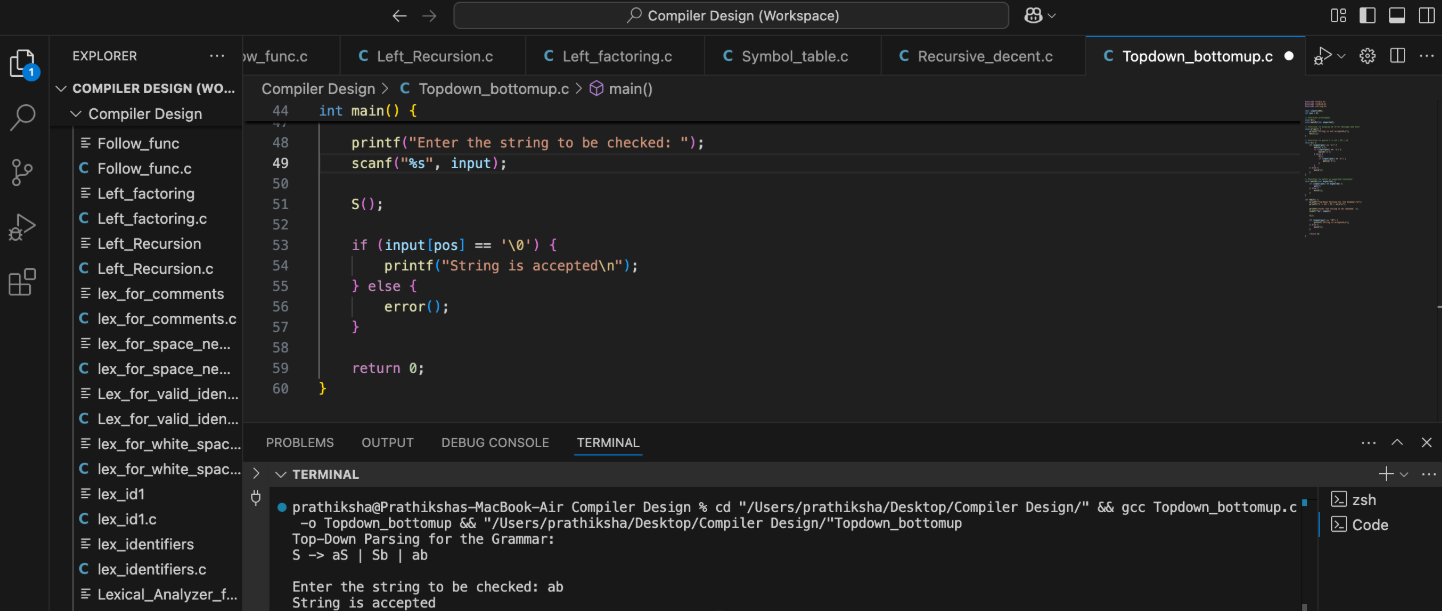 Compiler Design (Workspace)
EXPLORER
ow_func.c
C Left_Recursion.c
C Left_factoring.c
C Symbol_table.c
C Recursive_decent.c
C Topdown_bottomup.c
1
COMPILER DESIGN (WO...
Compiler Design
Follow_func
C Follow_func.c
Left_factoring
C Left_factoring.c
Left_Recursion
C Left_Recursion.c
lex_for_comments
C lex_for_comments.c
lex_for_space_ne...
C lex_for_space_ne...
Lex_for_valid_iden...
C Lex_for_valid_iden...
lex_for_white_spac...
C lex_for_white_spac...
lex_id1
C lex_id1.c
lex_identifiers
C lex_identifiers.c
Lexical_Analyzer_f...
Compiler Design > C Topdown_bottomup.c > main()
44 int main() {
48 printf("Enter the string to be checked: ");
49 scanf("%s", input);
50
51 S();
52
53 if (input[pos] == '\0') {
54 printf("String is accepted\n");
55 } else {
56 error();
57 }
58
59 return 0;
60 }
PROBLEMS OUTPUT DEBUG CONSOLE TERMINAL
TERMINAL
prathiksha@Prathikshas-MacBook-Air Compiler Design % cd "/Users/prathiksha/Desktop/Compiler Design/" && gcc Topdown_bottomup.c
-o Topdown_bottomup && "/Users/prathiksha/Desktop/Compiler Design/"Topdown_bottomup
Top-Down Parsing for the Grammar:
S -> aS | Sb | ab
Enter the string to be checked: ab
String is accepted
zsh
Code